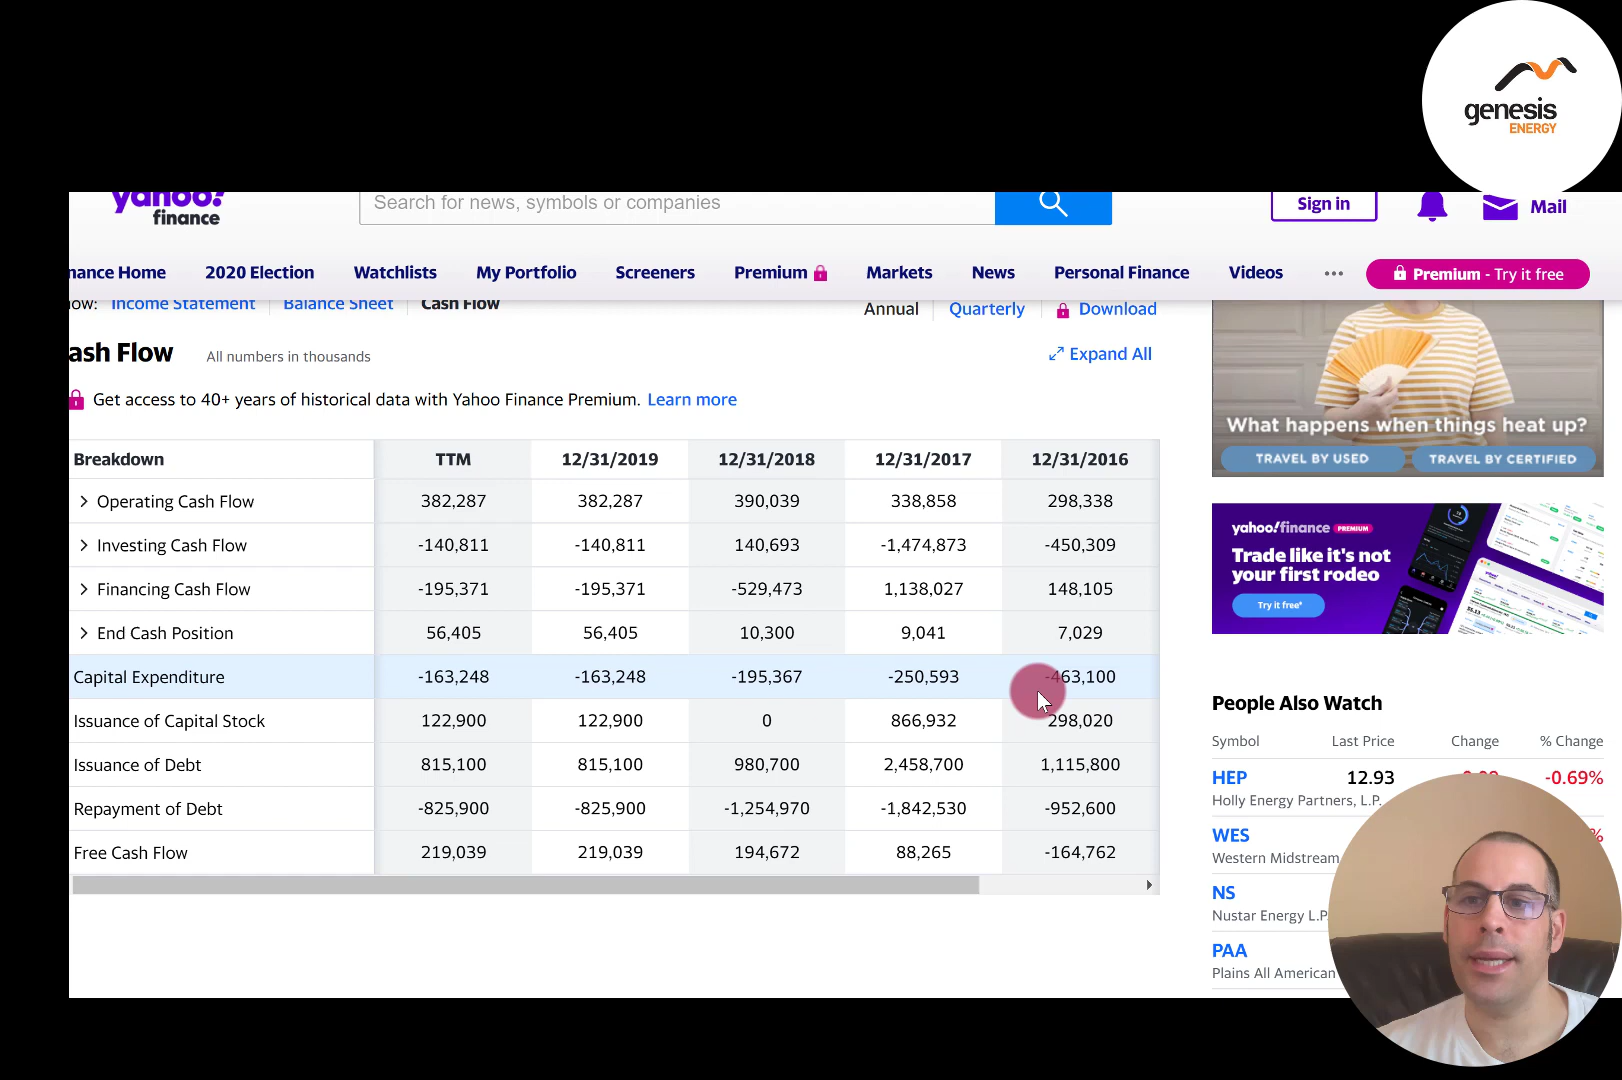 genesis
ENERGY
yahoo!
finance
Search for news, symbols or companies
Sign in
Mail
nance Home 2020 Election Watchlists My Portfolio Screeners Premium Markets News Personal Finance Videos ••• Premium - Try it free
ow: Income Statement Balance Sheet Cash Flow Annual Quarterly Download
ash Flow All numbers in thousands Expand All
Get access to 40+ years of historical data with Yahoo Finance Premium. Learn more
Breakdown TTM 12/31/2019 12/31/2018 12/31/2017 12/31/2016
Operating Cash Flow 382,287 382,287 390,039 338,858 298,338
Investing Cash Flow -140,811 -140,811 140,693 -1,474,873 -450,309
Financing Cash Flow -195,371 -195,371 -529,473 1,138,027 148,105
End Cash Position 56,405 56,405 10,300 9,041 7,029
Capital Expenditure -163,248 -163,248 -195,367 -250,593 -463,100
Issuance of Capital Stock 122,900 122,900 0 866,932 298,020
Issuance of Debt 815,100 815,100 980,700 2,458,700 1,115,800
Repayment of Debt -825,900 -825,900 -1,254,970 -1,842,530 -952,600
Free Cash Flow 219,039 219,039 194,672 88,265 -164,762
What happens when things heat up?
TRAVEL BY USED TRAVEL BY CERTIFIED
yahoo!finance PREMIUM
Trade like it's not
your first rodeo
Try it free*
People Also Watch
Symbol Last Price Change % Change
HEP 12.93 -0.69%
Holly Energy Partners, L.P.
WES %
Western Midstream
NS
Nustar Energy L.P.
PAA
Plains All American